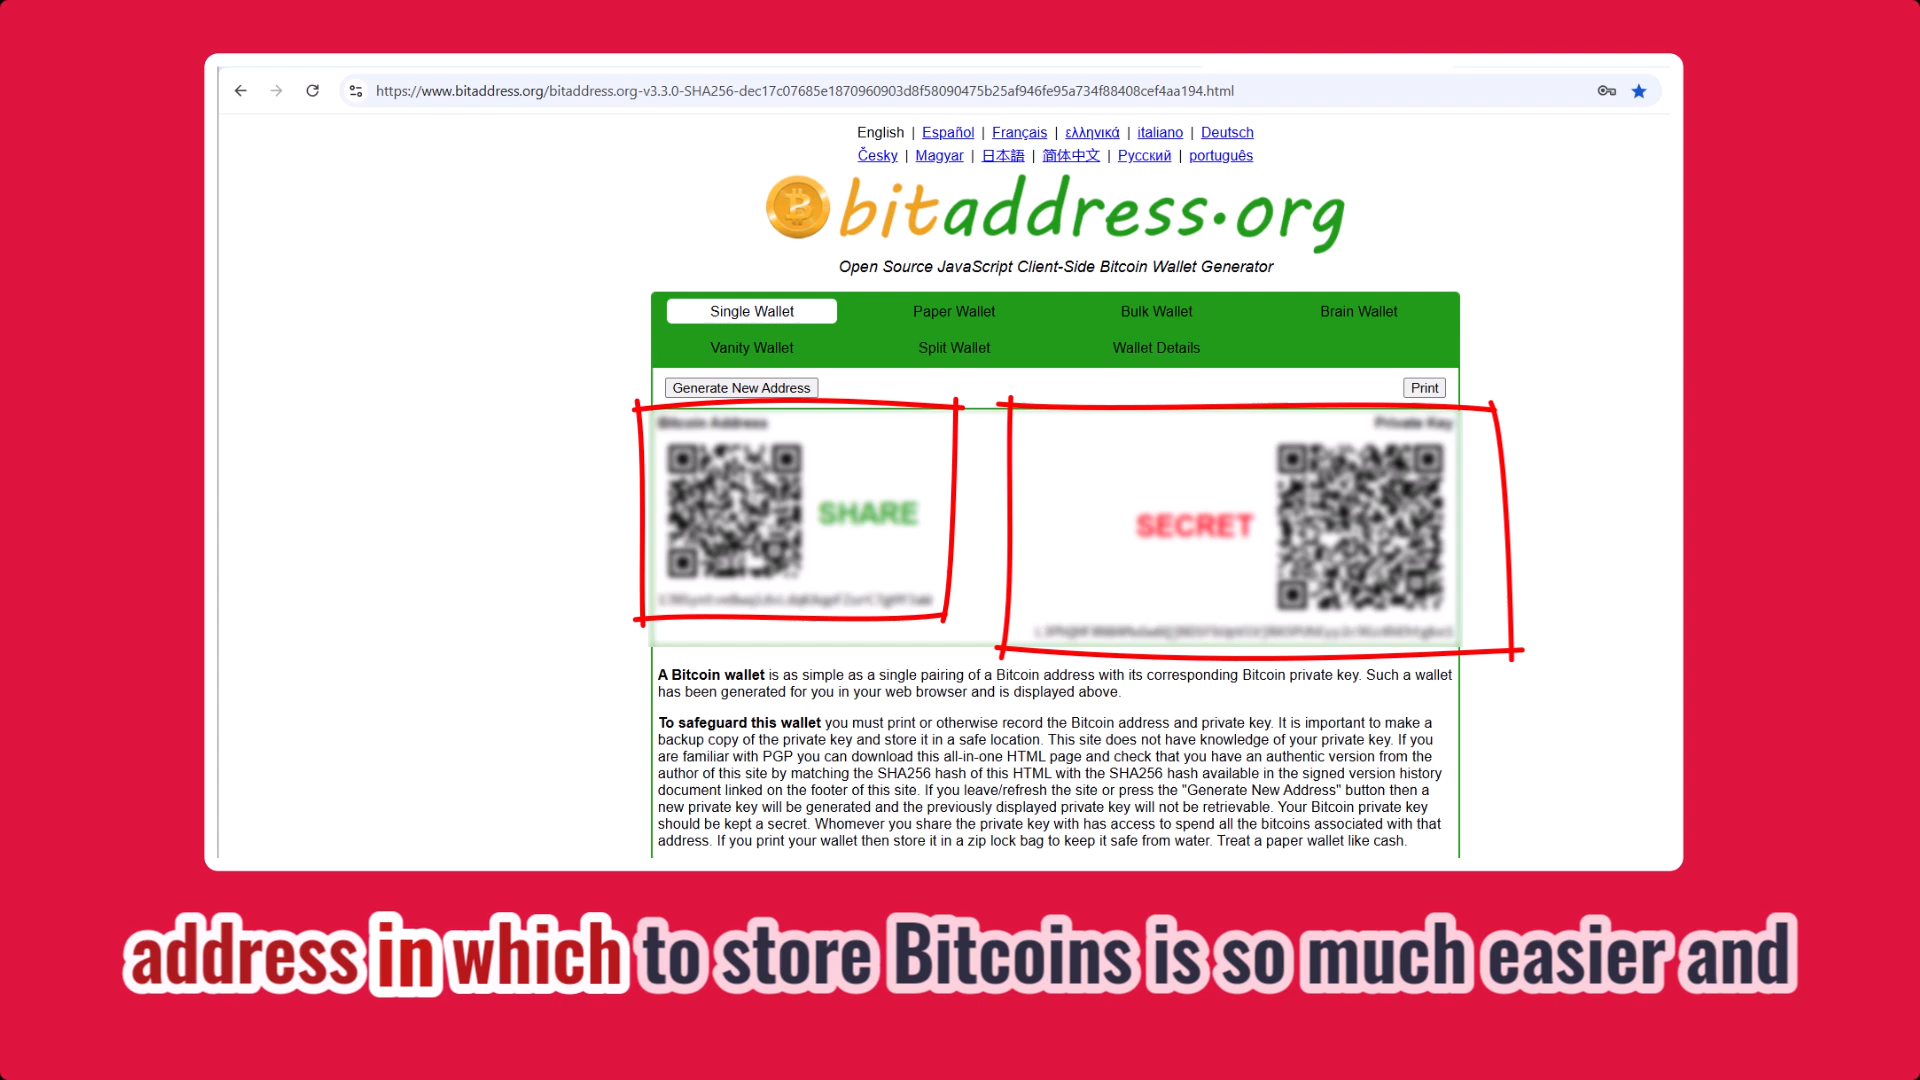 https://www.bitaddress.org/bitaddress.org-v3.3.0-SHA256-dec17c07685e1870960903d8f58090475b25af946fe95a734f88408cef4aa194.html
English | Español | Français | ελληνικά | italiano | Deutsch
Česky | Magyar | 日本語 | 简体中文 | Русский | português
bitaddress.org
Open Source JavaScript Client-Side Bitcoin Wallet Generator
Single Wallet Paper Wallet Bulk Wallet Brain Wallet
Vanity Wallet Split Wallet Wallet Details
Generate New Address Print
Bitcoin Address Private Key
SHARE
SECRET
A Bitcoin wallet is as simple as a single pairing of a Bitcoin address with its corresponding Bitcoin private key. Such a wallet
has been generated for you in your web browser and is displayed above.
To safeguard this wallet you must print or otherwise record the Bitcoin address and private key. It is important to make a
backup copy of the private key and store it in a safe location. This site does not have knowledge of your private key. If you
are familiar with PGP you can download this all-in-one HTML page and check that you have an authentic version from the
author of this site by matching the SHA256 hash of this HTML with the SHA256 hash available in the signed version history
document linked on the footer of this site. If you leave/refresh the site or press the "Generate New Address" button then a
new private key will be generated and the previously displayed private key will not be retrievable. Your Bitcoin private key
should be kept a secret. Whomever you share the private key with has access to spend all the bitcoins associated with that
address. If you print your wallet then store it in a zip lock bag to keep it safe from water. Treat a paper wallet like cash.
address in which to store Bitcoins is so much easier and